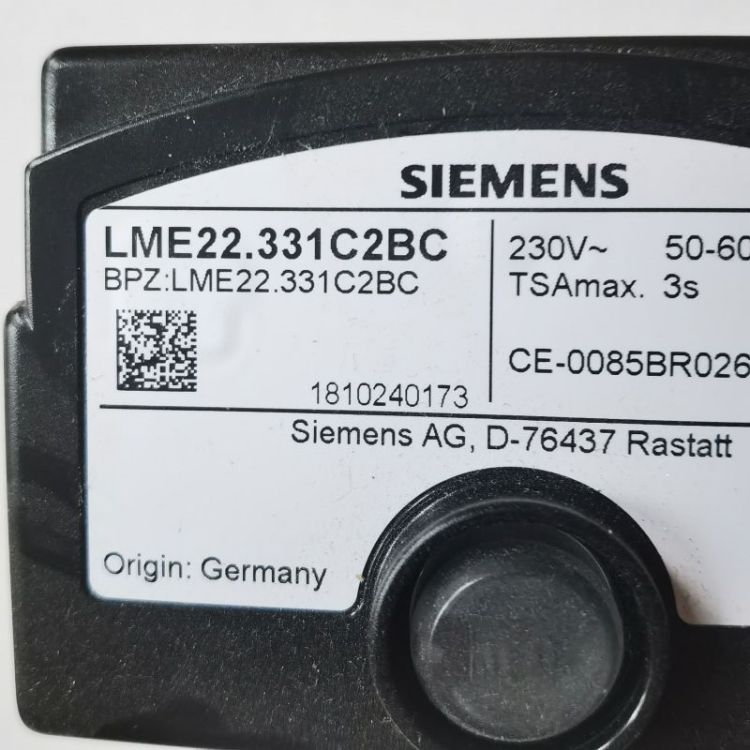 SIEMENS
LME22.331C2BC
BPZ:LME22.331C2BC
230V~ 50-60
TSAmax. 3s
CE-0085BR026
1810240173
Siemens AG, D-76437 Rastatt
Origin: Germany